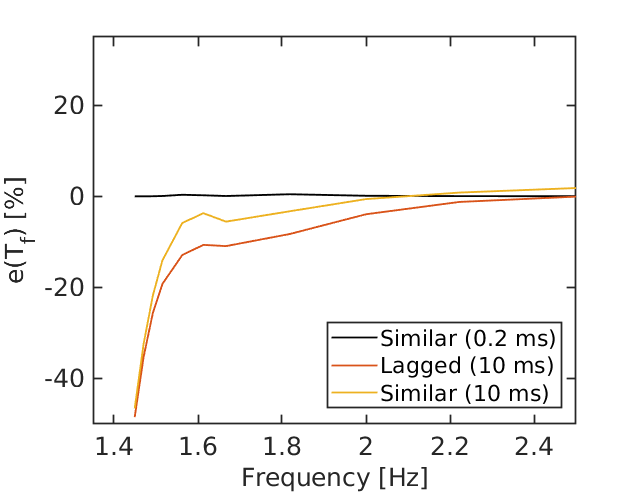 e(T_f) [%]
20
0
-20
-40
Similar (0.2 ms)
Lagged (10 ms)
Similar (10 ms)
1.4 1.6 1.8 2 2.2 2.4
Frequency [Hz]